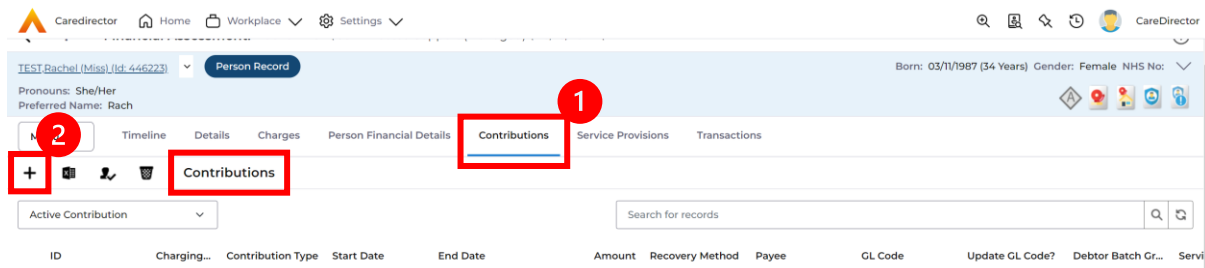 Caredirector Home Workplace Settings CareDirector
TEST,Rachel (Miss) (Id: 446223) Person Record Born: 03/11/1987 (34 Years) Gender: Female NHS No:
Pronouns: She/Her
Preferred Name: Rach
1
2 Timeline Details Charges Person Financial Details Contributions Service Provisions Transactions
Contributions
Active Contribution Search for records
ID Charging... Contribution Type Start Date End Date Amount Recovery Method Payee GL Code Update GL Code? Debtor Batch Gr... Servi